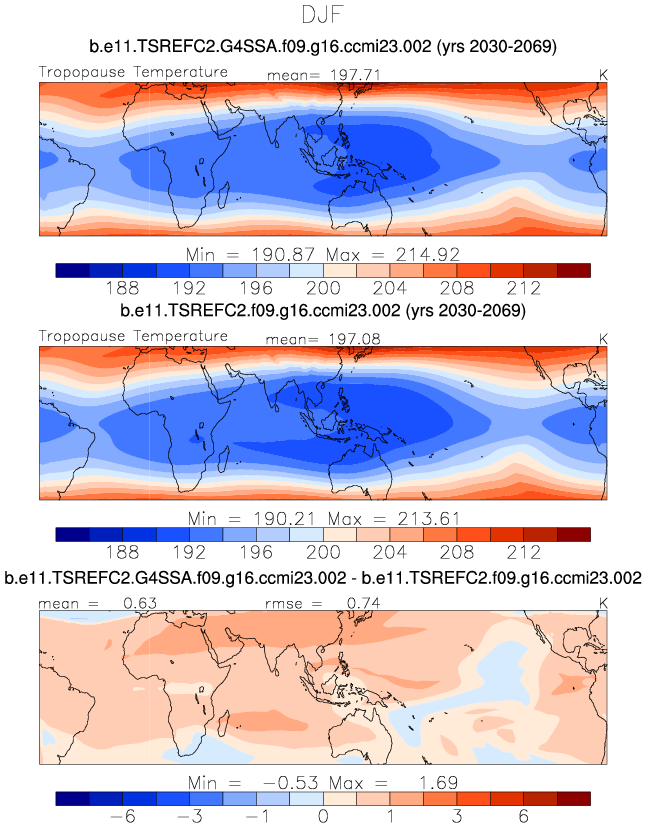 DJF
b.e11.TSREFC2.G4SSA.f09.g16.ccmi23.002 (yrs 2030-2069)
Tropopause Temperature mean= 197.71 K
Min = 190.87 Max = 214.92
188 192 196 200 204 208 212
b.e11.TSREFC2.f09.g16.ccmi23.002 (yrs 2030-2069)
Tropopause Temperature mean= 197.08 K
Min = 190.21 Max = 213.61
188 192 196 200 204 208 212
b.e11.TSREFC2.G4SSA.f09.g16.ccmi23.002 - b.e11.TSREFC2.f09.g16.ccmi23.002
mean = 0.63 rmse = 0.74 K
Min = -0.53 Max = 1.69
-6 -3 -1 0 1 3 6